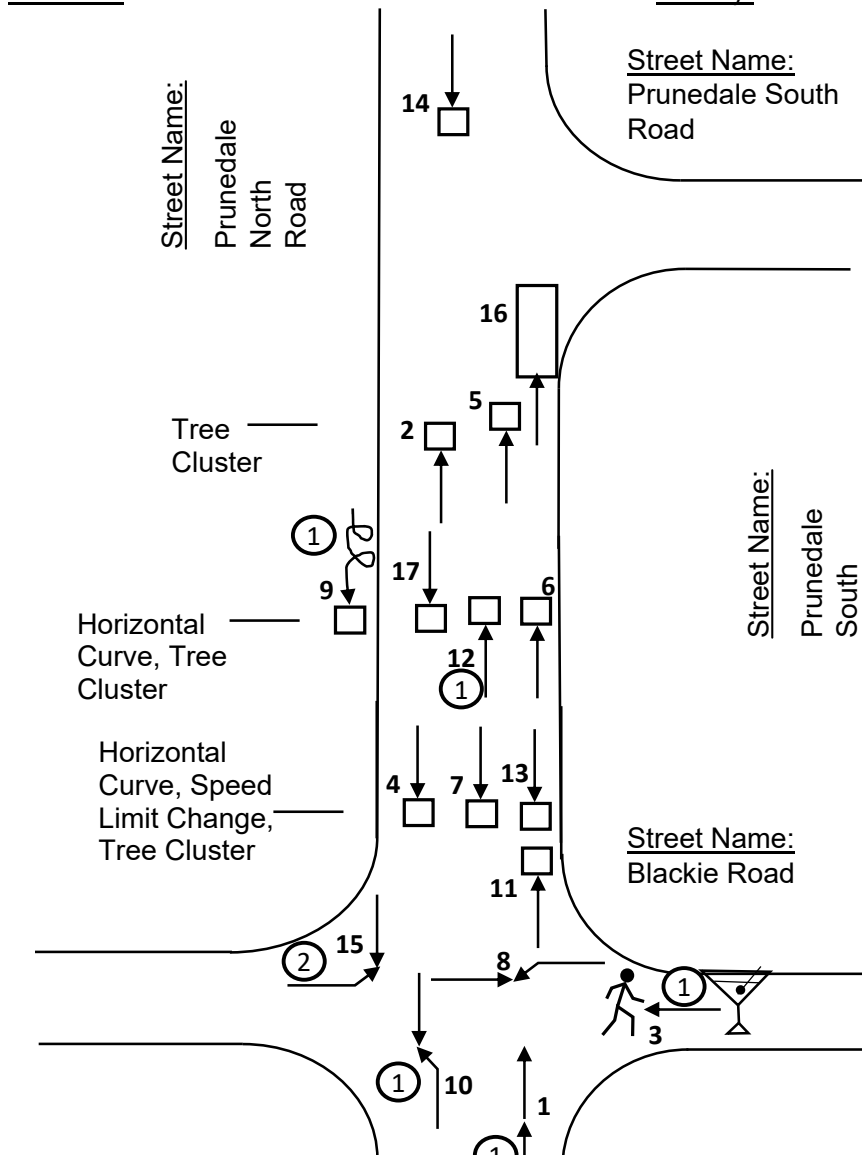 Street Name:
Prunedale South
Road
14
Street Name:
Prunedale
North
Road
16
5
2
Tree
Cluster
1
17
9
6
Horizontal
Curve, Tree
Cluster
12
1
Street Name:
Prunedale
South
Horizontal
Curve, Speed
Limit Change,
Tree Cluster
4
7
13
11
Street Name:
Blackie Road
15
2
8
1
3
1
10
1
1